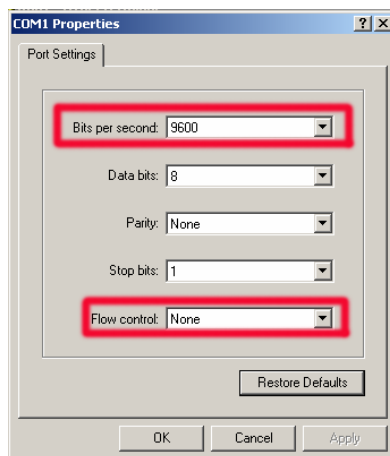 COM1 Properties
Port Settings
Bits per second: 9600
Data bits: 8
Parity: None
Stop bits: 1
Flow control: None
Restore Defaults
OK Cancel Apply